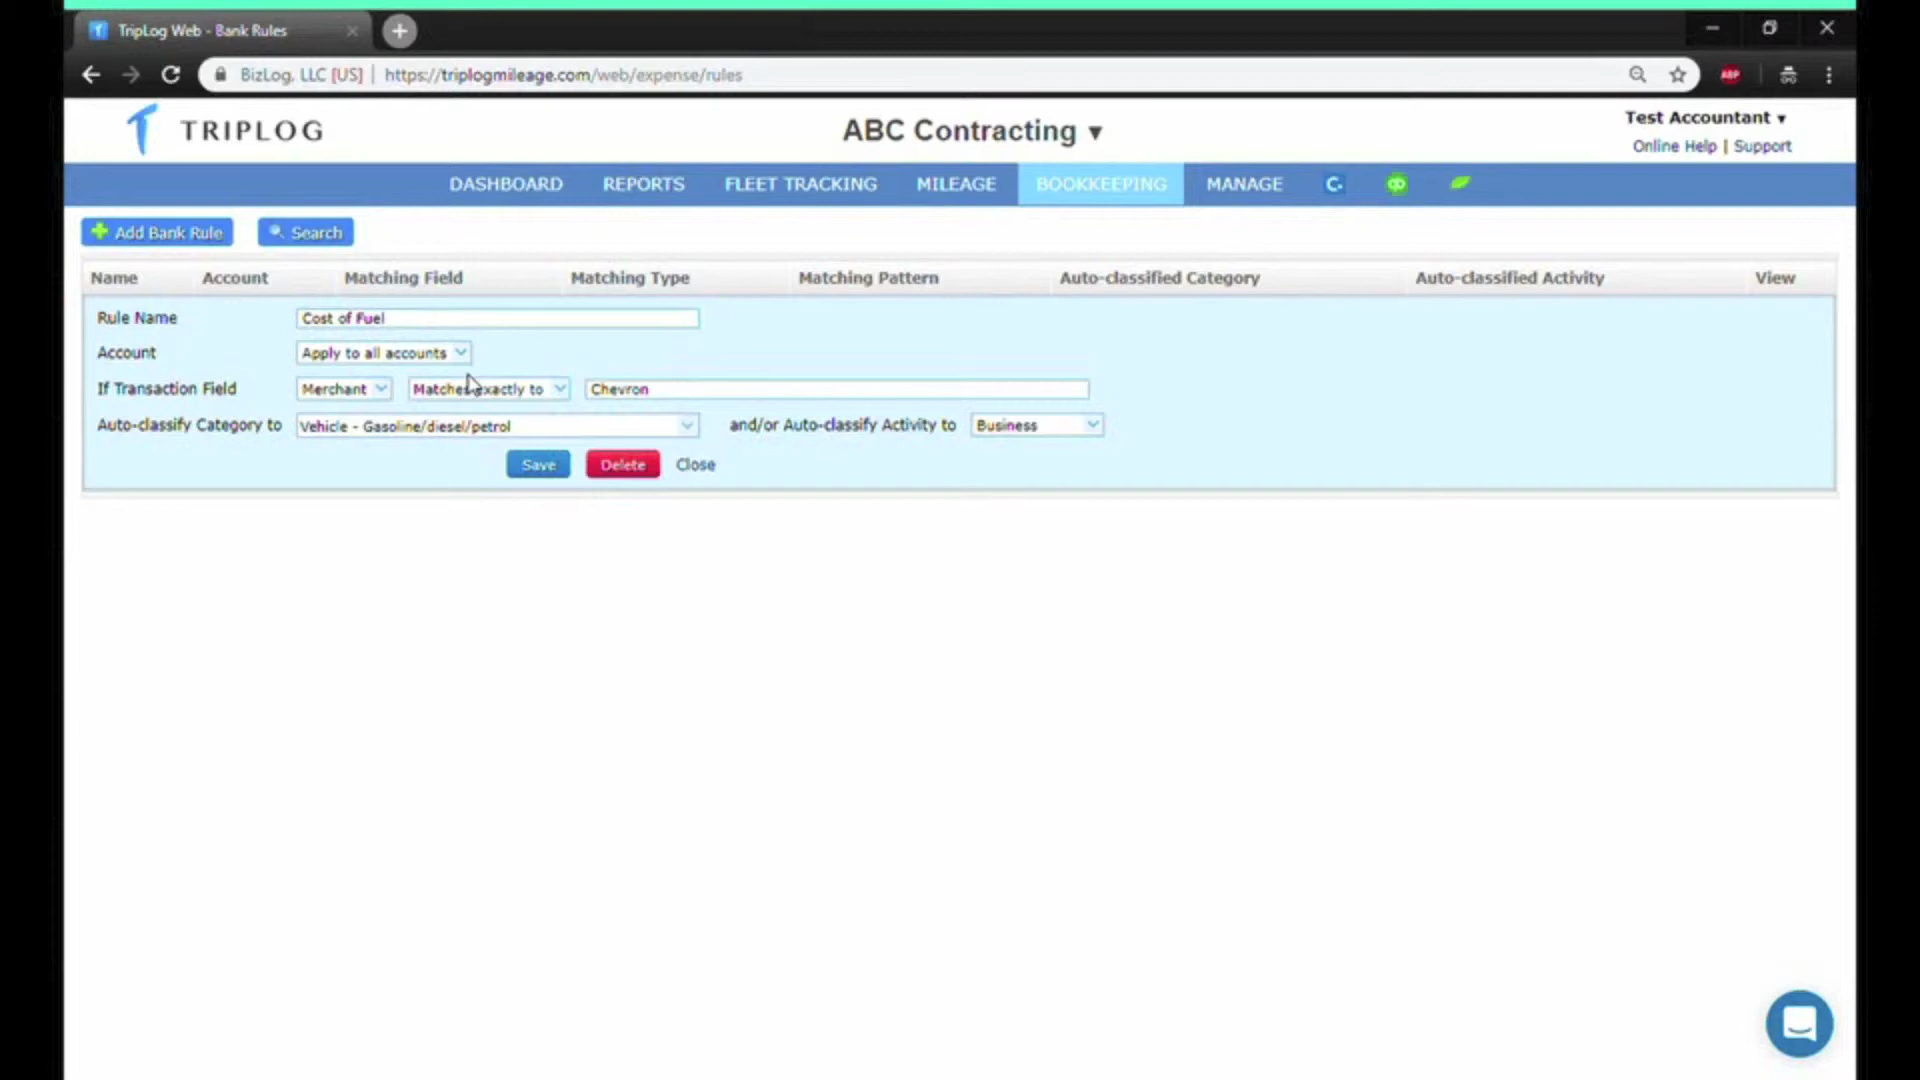 TripLog Web - Bank Rules
BizLog, LLC [US] | https://triplogmileage.com/web/expense/rules
ABP
TRIPLOG
ABC Contracting ▾
Test Accountant ▾
Online Help | Support
DASHBOARD REPORTS FLEET TRACKING MILEAGE BOOKKEEPING MANAGE
Add Bank Rule Search
Name Account Matching Field Matching Type Matching Pattern Auto-classified Category Auto-classified Activity View
Rule Name Cost of Fuel
Account Apply to all accounts
If Transaction Field Merchant Matches exactly to Chevron
Auto-classify Category to Vehicle - Gasoline/diesel/petrol and/or Auto-classify Activity to Business
Save Delete Close